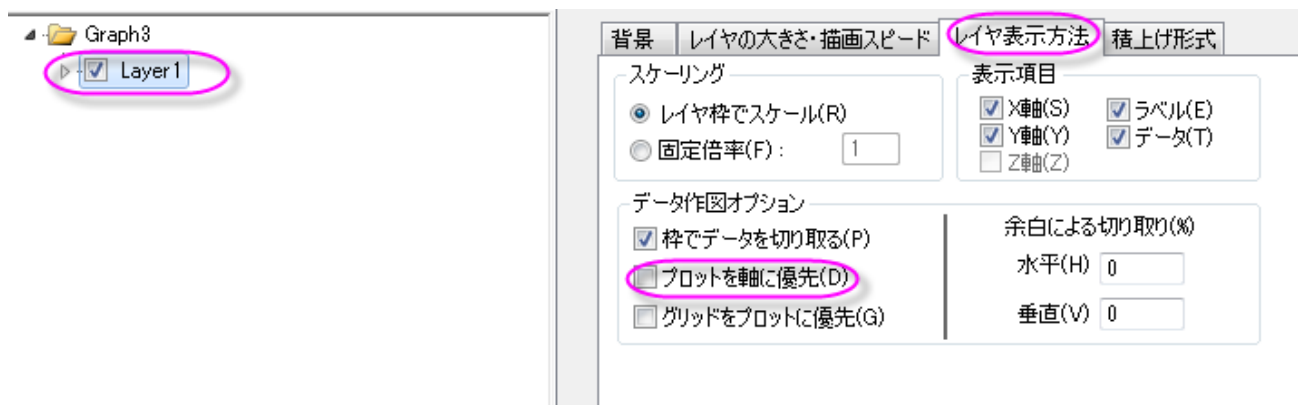 Graph3
Layer1
背景 レイヤの大きさ・描画スピード レイヤ表示方法 積上げ形式
スケーリング
レイヤ枠でスケール(R)
固定倍率(F): 1
表示項目
X軸(S) ラベル(E)
Y軸(Y) データ(T)
Z軸(Z)
データ作図オプション
枠でデータを切り取る(P)
プロットを軸に優先(D)
グリッドをプロットに優先(G)
余白による切り取り(%)
水平(H) 0
垂直(V) 0